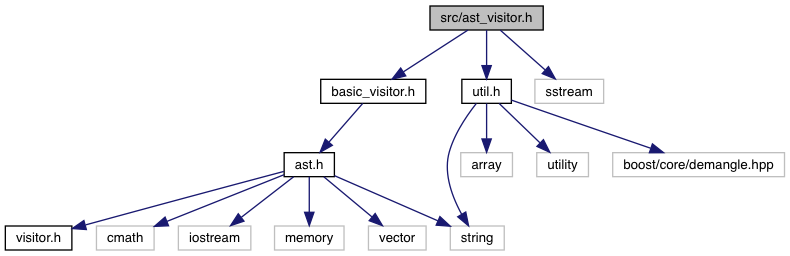 src/ast_visitor.h
basic_visitor.h
util.h
sstream
ast.h
array
utility
boost/core/demangle.hpp
visitor.h
cmath
iostream
memory
vector
string